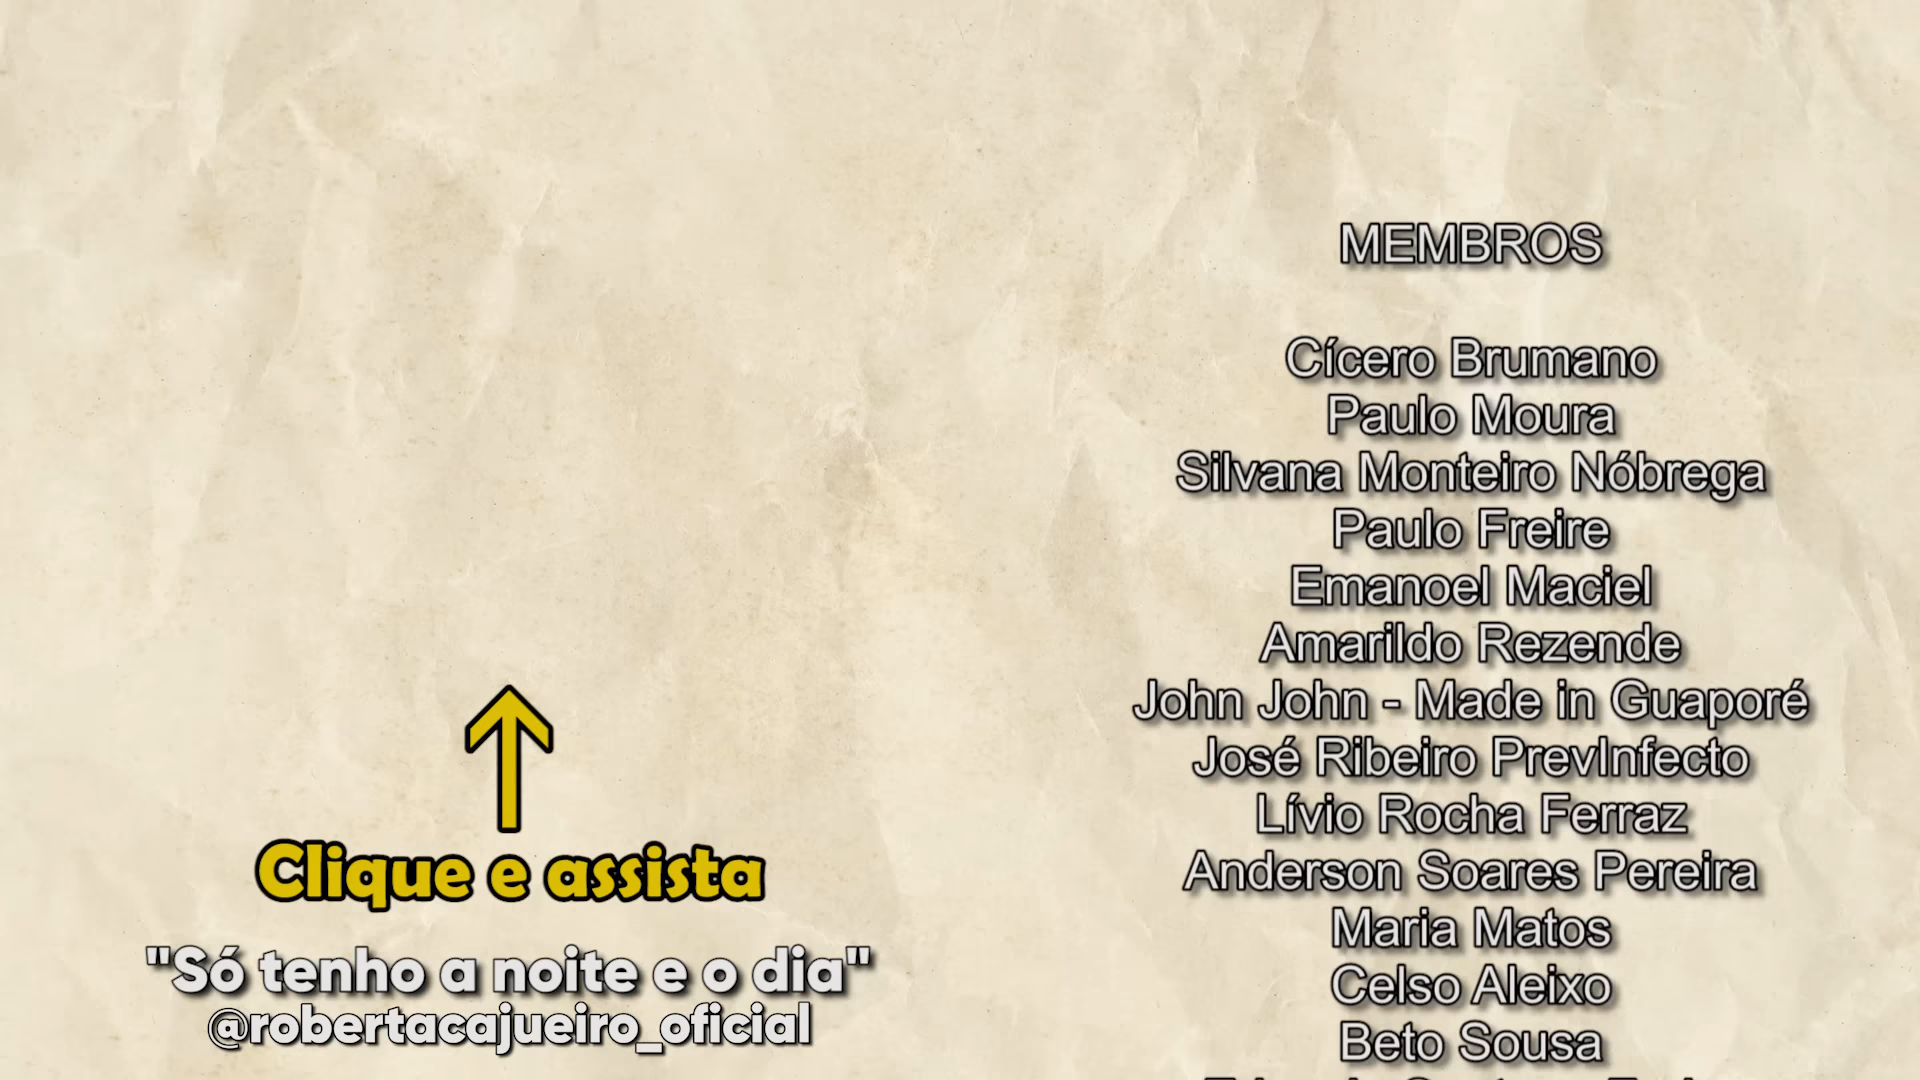 MEMBROS
Cícero Brumano
Paulo Moura
Silvana Monteiro Nóbrega
Paulo Freire
Emanoel Maciel
Amarildo Rezende
John John - Made in Guaporé
José Ribeiro PrevInfecto
Lívio Rocha Ferraz
Anderson Soares Pereira
Maria Matos
Celso Aleixo
Beto Sousa
Clique e assista
"Só tenho a noite e o dia"
@robertacajueiro_oficial